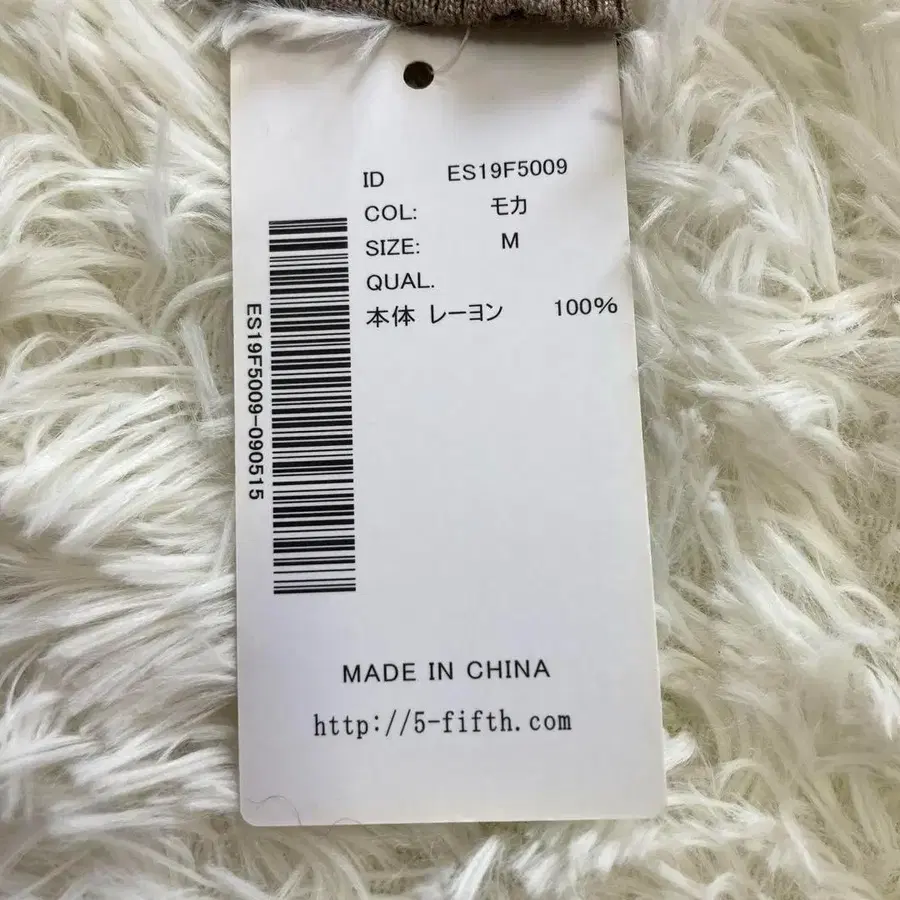 ID ES19F5009
COL: モカ
SIZE: M
QUAL.
本体 レーヨン 100%
ES19F5009-090515
MADE IN CHINA
http://5-fifth.com